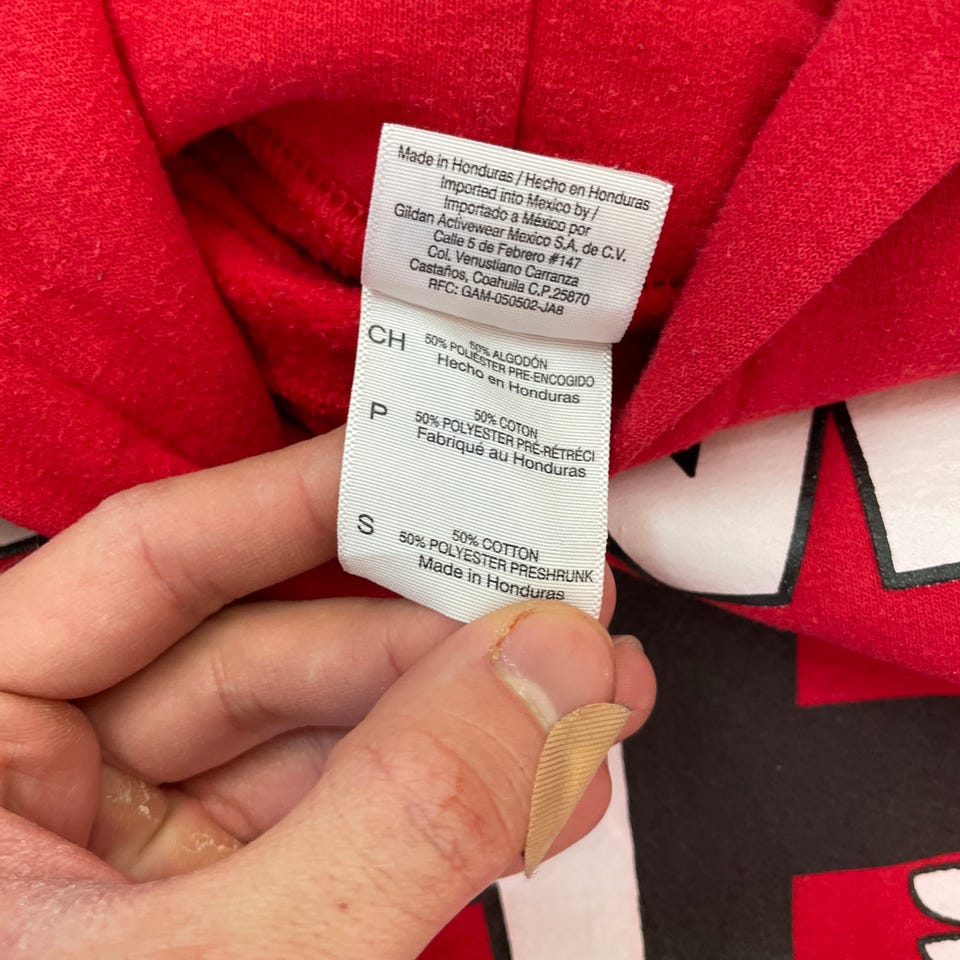 Made in Honduras / Hecho en Honduras
Imported into Mexico by /
Importado a México por
Gildan Activewear Mexico S.A. de C.V.
Calle 5 de Febrero #147
Col. Venustiano Carranza
Castaños, Coahuila C.P.25870
RFC: GAM-050502-JA8
CH
50% ALGODÓN
50% POLIÉSTER PRE-ENCOGIDO
Hecho en Honduras
P
50% COTON
50% POLYESTER PRÉ-RÉTRÉCI
Fabriqué au Honduras
S
50% COTTON
50% POLYESTER PRESHRUNK
Made in Honduras